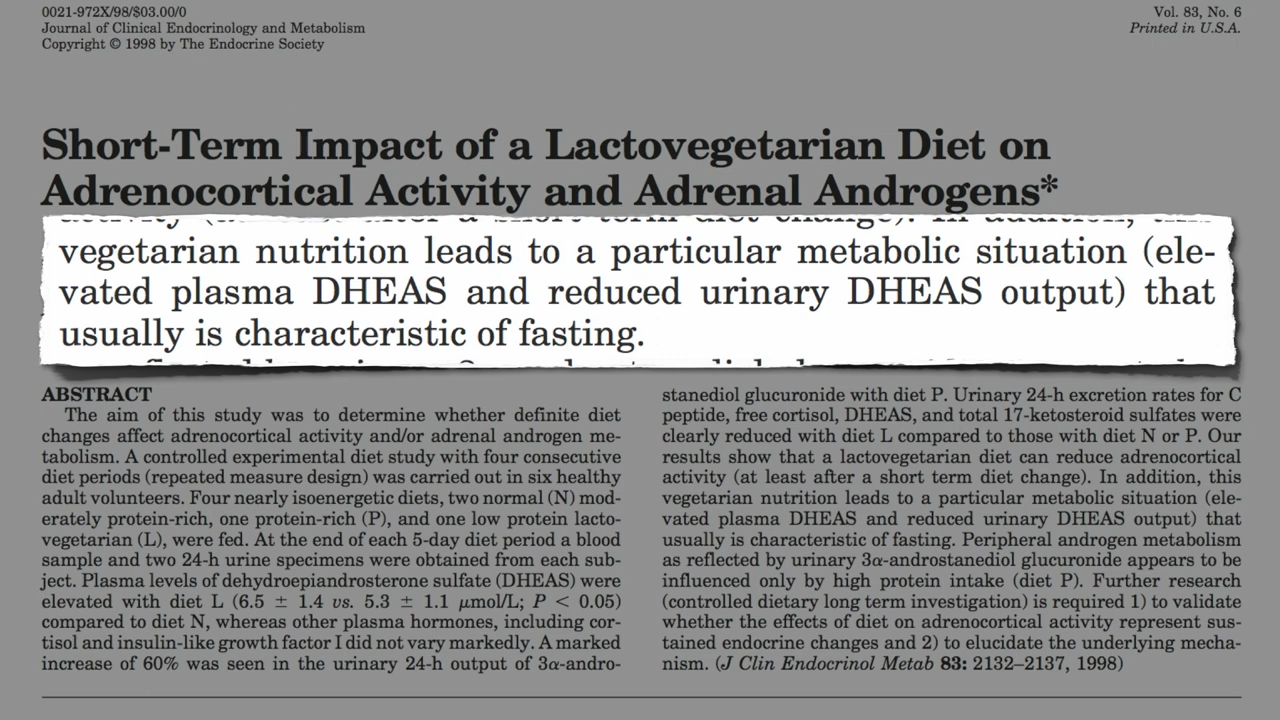 0021-972X/98/$03.00/0
Journal of Clinical Endocrinology and Metabolism
Copyright © 1998 by The Endocrine Society
Vol. 83, No. 6
Printed in U.S.A.
Short-Term Impact of a Lactovegetarian Diet on
Adrenocortical Activity and Adrenal Androgens*
vegetarian nutrition leads to a particular metabolic situation (ele-
vated plasma DHEAS and reduced urinary DHEAS output) that
usually is characteristic of fasting.
ABSTRACT
The aim of this study was to determine whether definite diet
changes affect adrenocortical activity and/or adrenal androgen me-
tabolism. A controlled experimental diet study with four consecutive
diet periods (repeated measure design) was carried out in six healthy
adult volunteers. Four nearly isoenergetic diets, two normal (N) mod-
erately protein-rich, one protein-rich (P), and one low protein lacto-
vegetarian (L), were fed. At the end of each 5-day diet period a blood
sample and two 24-h urine specimens were obtained from each sub-
ject. Plasma levels of dehydroepiandrosterone sulfate (DHEAS) were
elevated with diet L (6.5 ± 1.4 vs. 5.3 ± 1.1 μmol/L; P < 0.05)
compared to diet N, whereas other plasma hormones, including cor-
tisol and insulin-like growth factor I did not vary markedly. A marked
increase of 60% was seen in the urinary 24-h output of 3α-andro-
stanediol glucuronide with diet P. Urinary 24-h excretion rates for C
peptide, free cortisol, DHEAS, and total 17-ketosteroid sulfates were
clearly reduced with diet L compared to those with diet N or P. Our
results show that a lactovegetarian diet can reduce adrenocortical
activity (at least after a short term diet change). In addition, this
vegetarian nutrition leads to a particular metabolic situation (ele-
vated plasma DHEAS and reduced urinary DHEAS output) that
usually is characteristic of fasting. Peripheral androgen metabolism
as reflected by urinary 3α-androstanediol glucuronide appears to be
influenced only by high protein intake (diet P). Further research
(controlled dietary long term investigation) is required 1) to validate
whether the effects of diet on adrenocortical activity represent sus-
tained endocrine changes and 2) to elucidate the underlying mecha-
nism. (J Clin Endocrinol Metab 83: 2132–2137, 1998)